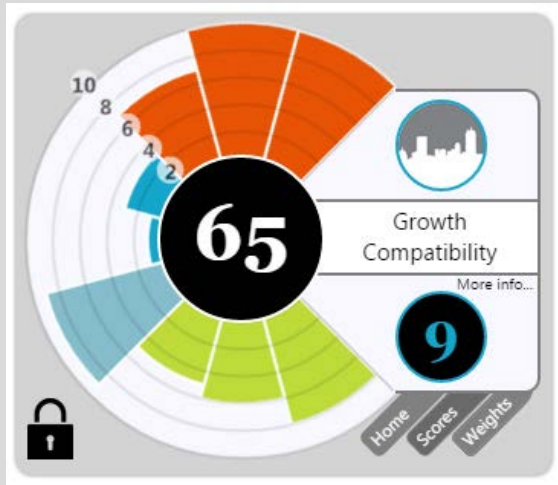 10
8
6
4
2
65
Growth
Compatibility
More info...
9
Home
Scores
Weights